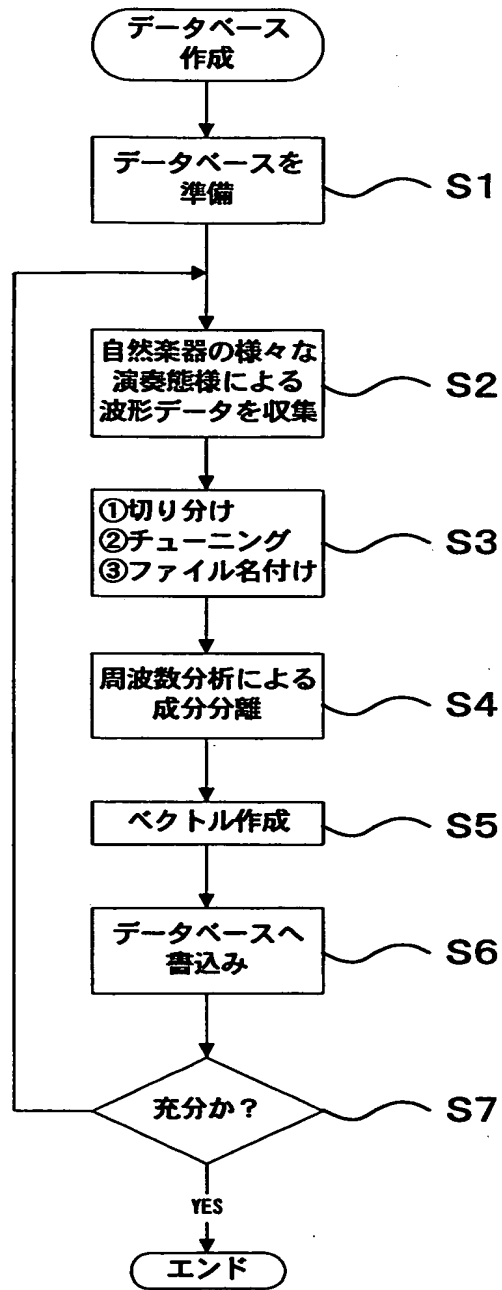 データベース
作成
データベースを
準備
S1
自然楽器の様々な
演奏態様による
波形データを収集
S2
①切り分け
②チューニング
③ファイル名付け
S3
周波数分析による
成分分離
S4
ベクトル作成
S5
データベースへ
書込み
S6
充分か？
S7
YES
エンド